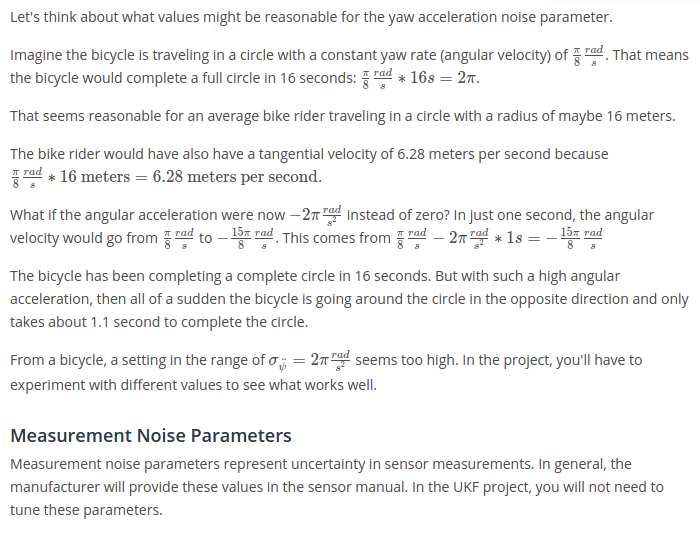 Let's think about what values might be reasonable for the yaw acceleration noise parameter.
Imagine the bicycle is traveling in a circle with a constant yaw rate (angular velocity) of $\frac{\pi}{8} \frac{rad}{s}$. That means
the bicycle would complete a full circle in 16 seconds: $\frac{\pi}{8} \frac{rad}{s} * 16s = 2\pi$.
That seems reasonable for an average bike rider traveling in a circle with a radius of maybe 16 meters.
The bike rider would have also have a tangential velocity of 6.28 meters per second because
$\frac{\pi}{8} \frac{rad}{s} * 16$ meters $= 6.28$ meters per second.
What if the angular acceleration were now $-2\pi \frac{rad}{s^2}$ instead of zero? In just one second, the angular
velocity would go from $\frac{\pi}{8} \frac{rad}{s}$ to $-\frac{15\pi}{8} \frac{rad}{s}$. This comes from $\frac{\pi}{8} \frac{rad}{s} - 2\pi \frac{rad}{s^2} * 1s = -\frac{15\pi}{8} \frac{rad}{s}$
The bicycle has been completing a complete circle in 16 seconds. But with such a high angular
acceleration, then all of a sudden the bicycle is going around the circle in the opposite direction and only
takes about 1.1 second to complete the circle.
From a bicycle, a setting in the range of $\sigma_{\ddot{\psi}} = 2\pi \frac{rad}{s^2}$ seems too high. In the project, you'll have to
experiment with different values to see what works well.
Measurement Noise Parameters
Measurement noise parameters represent uncertainty in sensor measurements. In general, the
manufacturer will provide these values in the sensor manual. In the UKF project, you will not need to
tune these parameters.